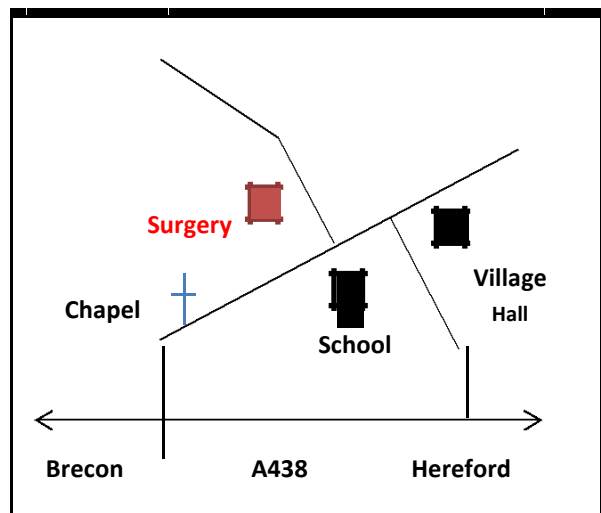 Surgery
Village
Chapel
Hall
School
Brecon A438 Hereford